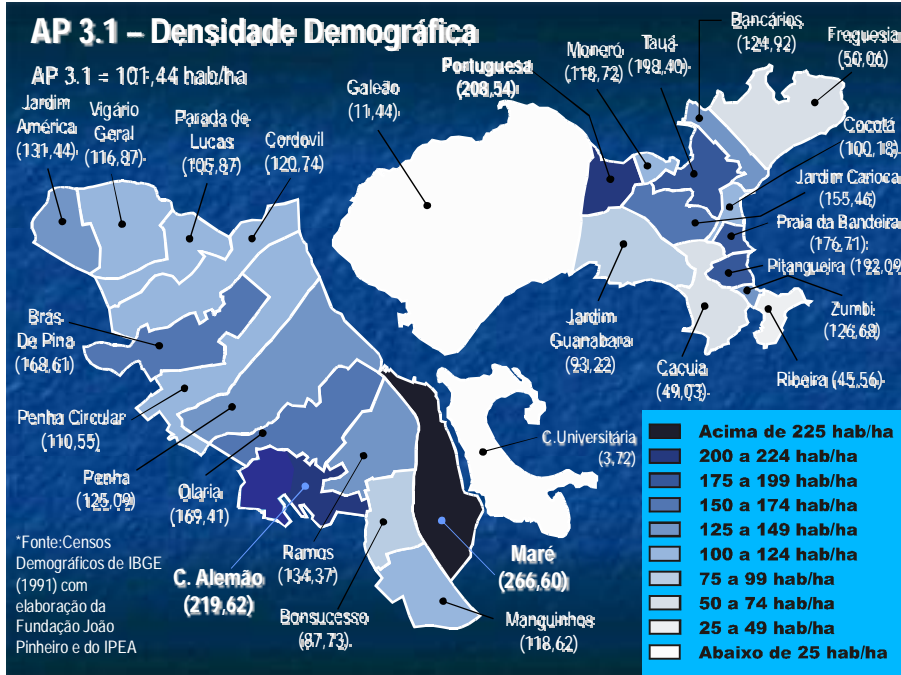 AP 3.1 – Densidade Demográfica
AP 3.1 = 101,44 hab/ha
Jardim
América
(131,44)
Vigário
Geral
(116,87)
Parada de
Lucas
(105,87)
Cordovil
(120,74)
Galeão
(11,44)
Portuguesa
(208,54)
Moneró
(118,72)
Tauá
(198,40)
Bancários
(124,92)
Freguesia
(50,06)
Cocotá
(100,18)
Jardim Carioca
(155,46)
Praia da Bandeira
(176,71)
Pitangueira (192,09
Zumbi
(126,68)
Ribeira (45,56)
Cacuia
(49,03)
Jardim
Guanabara
(93,22)
Brás
De Pina
(168,61)
Penha Circular
(110,55)
Penha
(125,09)
Olaria
(169,41)
C. Alemão
(219,62)
Ramos
(134,37)
Bonsucesso
(87,73)
Maré
(266,60)
Manguinhos
(118,62)
C.Universitária
(3,72)
*Fonte:Censos
Demográficos de IBGE
(1991) com
elaboração da
Fundação João
Pinheiro e do IPEA
Acima de 225 hab/ha
200 a 224 hab/ha
175 a 199 hab/ha
150 a 174 hab/ha
125 a 149 hab/ha
100 a 124 hab/ha
75 a 99 hab/ha
50 a 74 hab/ha
25 a 49 hab/ha
Abaixo de 25 hab/ha